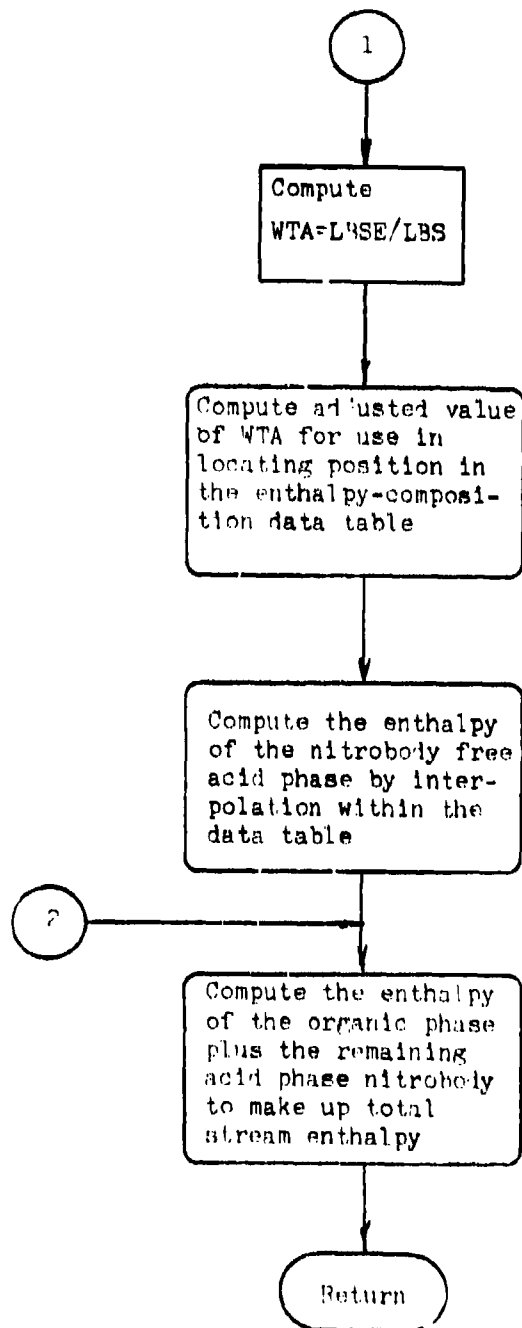 1
Compute
WTA=LBSE/LBS
Compute adjusted value
of WTA for use in
locating position in
the enthalpy-composi-
tion data table
Compute the enthalpy
of the nitrobody free
acid phase by inter-
polation within the
data table
2
Compute the enthalpy
of the organic phase
plus the remaining
acid phase nitrobody
to make up total
stream enthalpy
Return